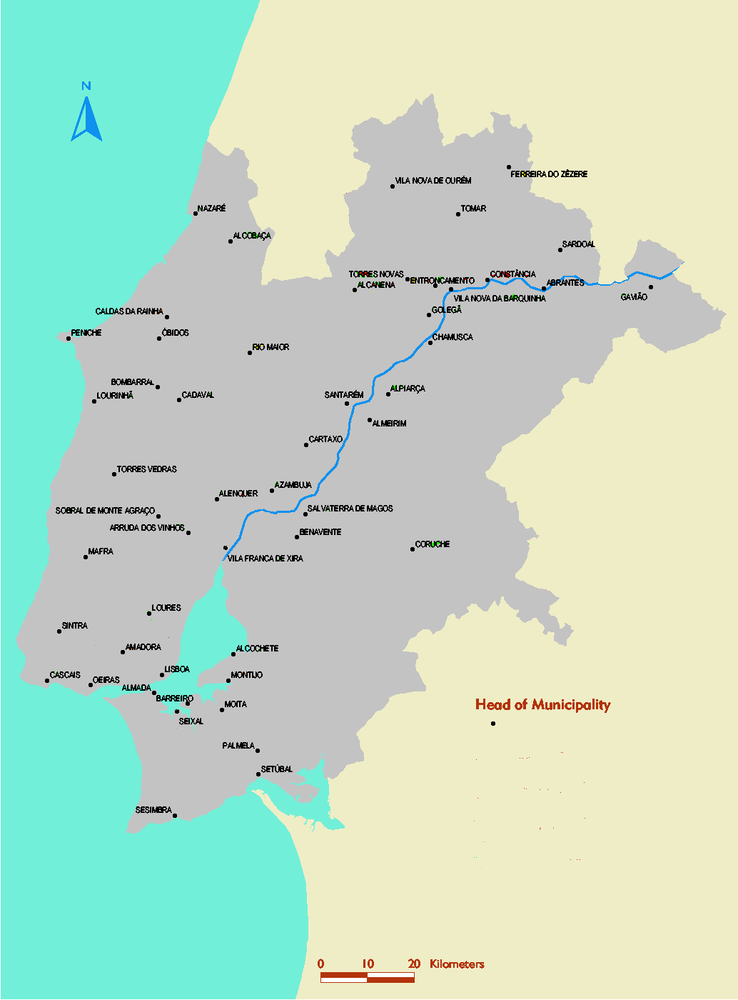 N
FERREIRA DO ZÊZERE
VILA NOVA DE OURÉM
NAZARÉ
TOMAR
ALCOBAÇA
SARDOAL
TORRES NOVAS
ENTRONCAMENTO
CONSTÂNCIA
ALCANENA
ABRANTES
VILA NOVA DA BARQUINHA
GAVIÃO
CALDAS DA RAINHA
GOLEGÃ
PENICHE
ÓBIDOS
CHAMUSCA
RIO MAIOR
BOMBARRAL
ALPIARÇA
LOURINHÃ
CADAVAL
SANTARÉM
ALMEIRIM
CARTAXO
TORRES VEDRAS
AZAMBUJA
ALENQUER
SOBRAL DE MONTE AGRAÇO
SALVATERRA DE MAGOS
ARRUDA DOS VINHOS
BENAVENTE
CORUCHE
MAFRA
VILA FRANCA DE XIRA
LOURES
SINTRA
AMADORA
ALCOCHETE
LISBOA
CASCAIS
OEIRAS
MONTIJO
ALMADA
BARREIRO
MOITA
SEIXAL
Head of Municipality
PALMELA
SETÚBAL
SESIMBRA
0 10 20 Kilometers